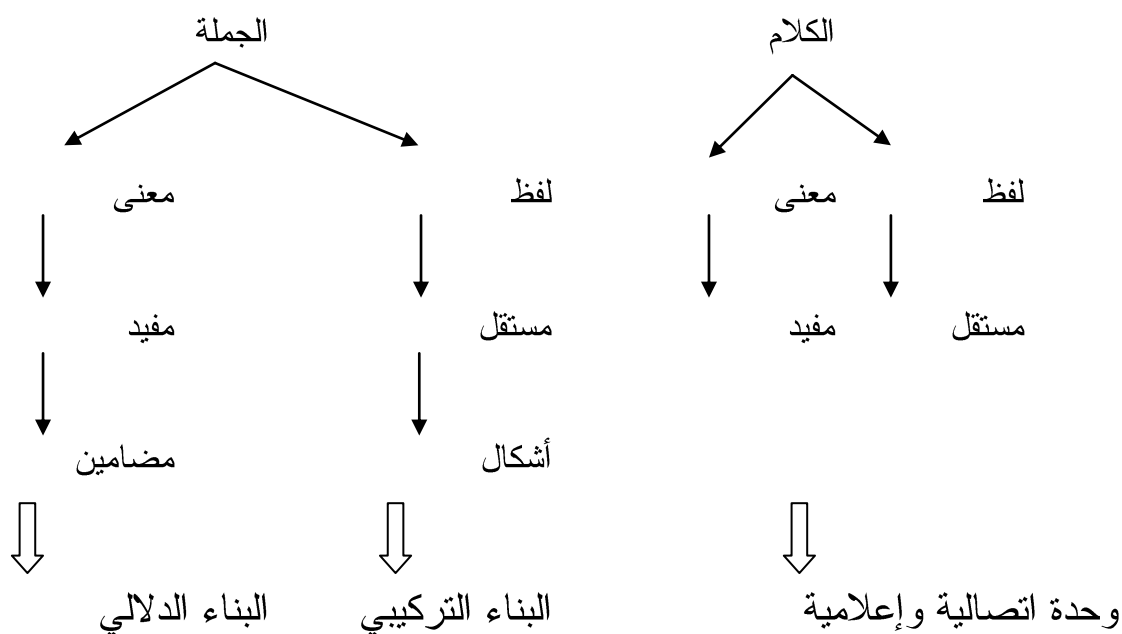 الكلام
الجملة
لفظ
معنى
لفظ
معنى
مستقل
مفيد
مستقل
مفيد
أشكال
مضامين
وحدة اتصالية وإعلامية
البناء التركيبي
البناء الدلالي